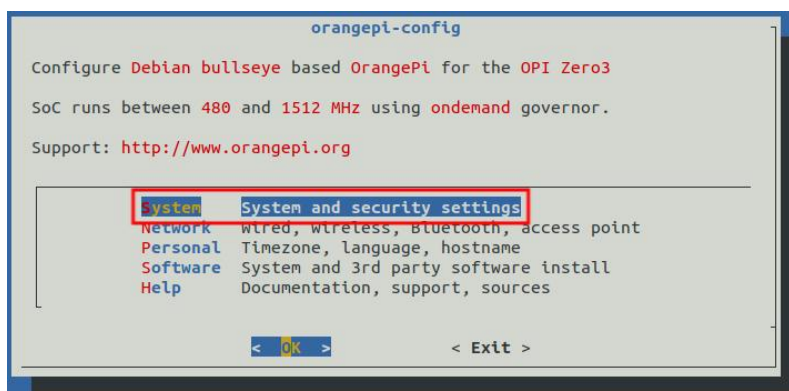 orangepi-config
Configure Debian bullseye based OrangePi for the OPI Zero3
SoC runs between 480 and 1512 MHz using ondemand governor.
Support: http://www.orangepi.org
System System and security settings
Network Wired, Wireless, Bluetooth, access point
Personal Timezone, language, hostname
Software System and 3rd party software install
Help Documentation, support, sources
< OK > < Exit >